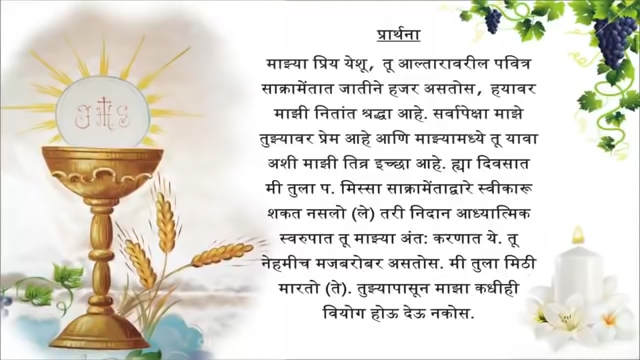 प्रार्थना
माझ्या प्रिय येशू, तू आल्तारावरील पवित्र
साक्रामेंतात जातीने हजर असतोस, हयावर
माझी नितांत श्रद्धा आहे. सर्वापेक्षा माझे
तुझ्यावर प्रेम आहे आणि माझ्यामध्ये तू यावा
अशी माझी तिव्र इच्छा आहे. ह्या दिवसात
मी तुला प. मिस्सा साक्रामेंताद्वारे स्वीकारू
शकत नसलो (ले) तरी निदान आध्यात्मिक
स्वरुपात तू माझ्या अंत: करणात ये. तू
नेहमीच मजबरोबर असतोस. मी तुला मिठी
मारतो (ते). तुझ्यापासून माझा कधीही
वियोग होऊ देऊ नकोस.
JHS